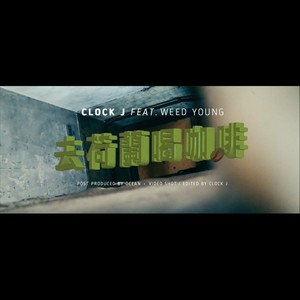 CLOCK J FEAT. WEED YOUNG
去荷蘭喝咖啡
POST PRODUCED BY OCEAN - VIDEO SHOT / EDITED BY CLOCK J